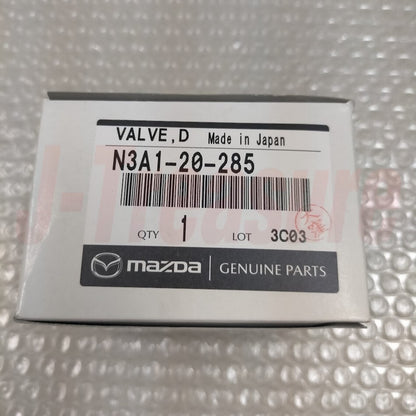 VALVE,D Made in Japan
N3A1-20-285
QTY 1 LOT 3C03
mazda GENUINE PARTS